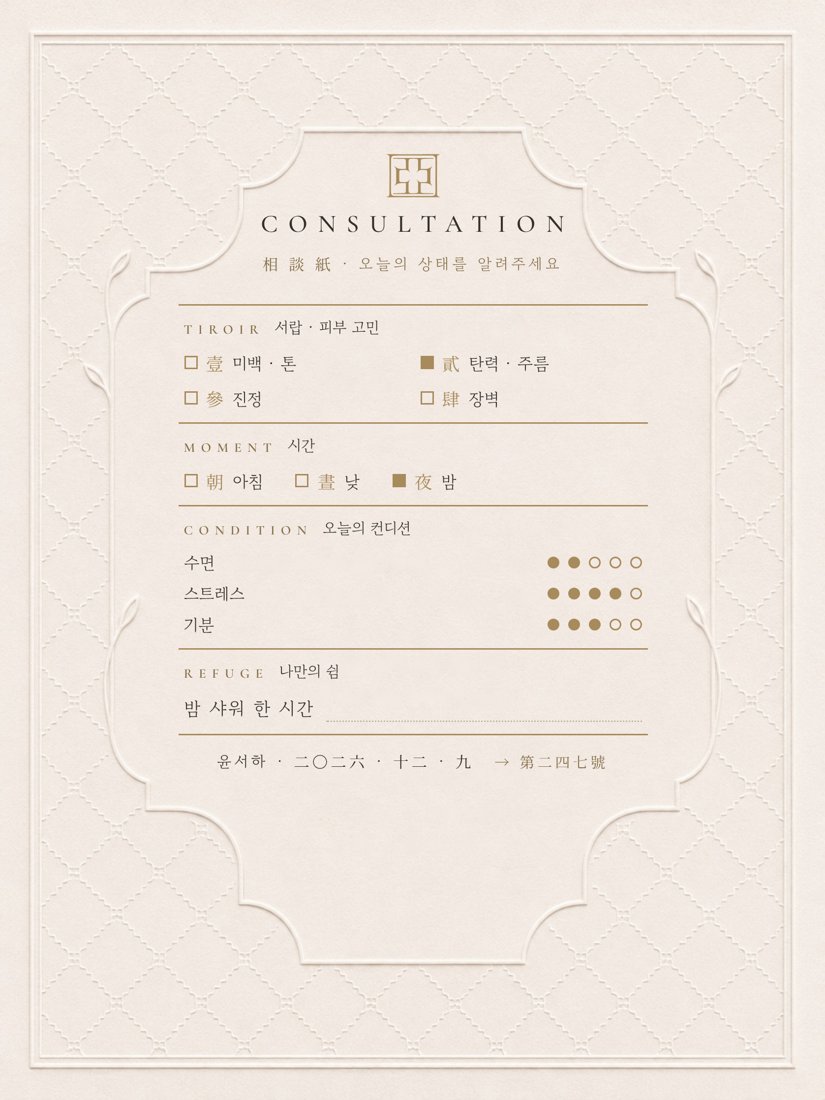 CONSULTATION
相談紙 · 오늘의 상태를 알려주세요
TIROIR 서랍 · 피부 고민
□ 壹 미백 · 톤 ■ 貳 탄력 · 주름
□ 參 진정 □ 肆 장벽
MOMENT 시간
□ 朝 아침 □ 晝 낮 ■ 夜 밤
CONDITION 오늘의 컨디션
수면 ●●○○○
스트레스 ●●●●○
기분 ●●●○○
REFUGE 나만의 쉼
밤 샤워 한 시간
윤서하 · 二〇二六 · 十二 · 九 → 第二四七號